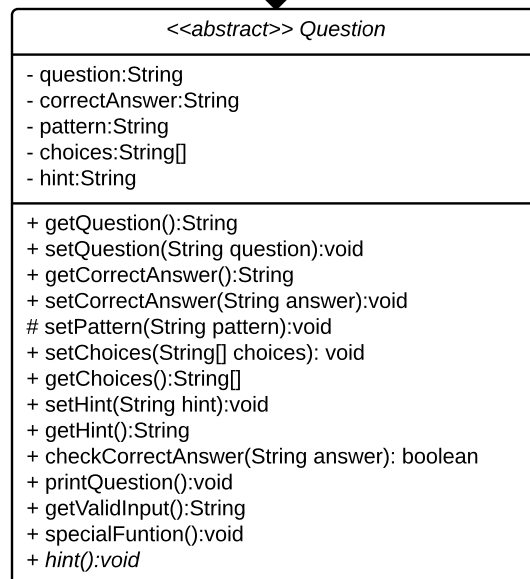 <<abstract>> Question
- question:String
- correctAnswer:String
- pattern:String
- choices:String[]
- hint:String
+ getQuestion():String
+ setQuestion(String question):void
+ getCorrectAnswer():String
+ setCorrectAnswer(String answer):void
# setPattern(String pattern):void
+ setChoices(String[] choices): void
+ getChoices():String[]
+ setHint(String hint):void
+ getHint():String
+ checkCorrectAnswer(String answer): boolean
+ printQuestion():void
+ getValidInput():String
+ specialFuntion():void
+ hint():void